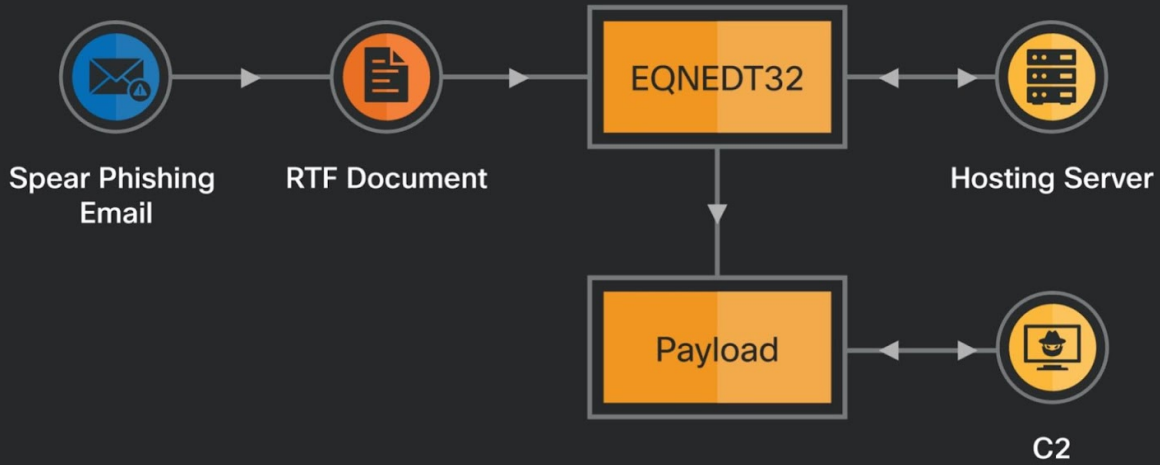 EQNEDT32
Spear Phishing
Email
RTF Document
Hosting Server
Payload
C2